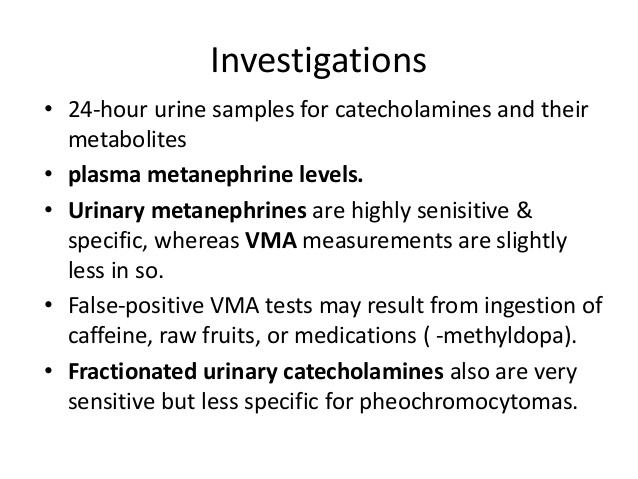 Investigations
• 24-hour urine samples for catecholamines and their
metabolites
• plasma metanephrine levels.
• Urinary metanephrines are highly senisitive &
specific, whereas VMA measurements are slightly
less in so.
• False-positive VMA tests may result from ingestion of
caffeine, raw fruits, or medications ( -methyldopa).
• Fractionated urinary catecholamines also are very
sensitive but less specific for pheochromocytomas.